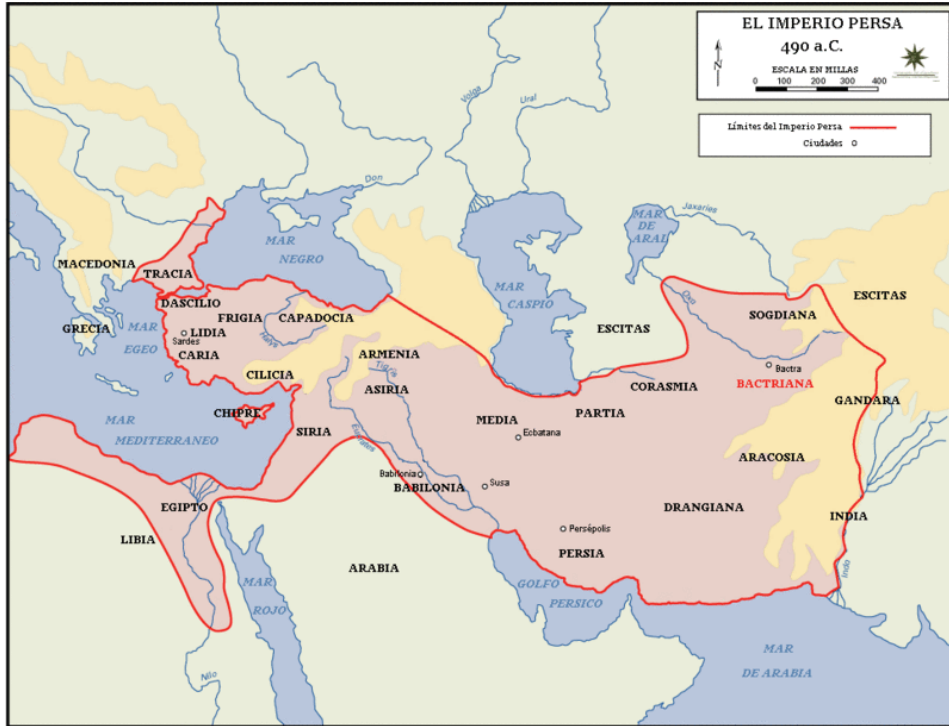 EL IMPERIO PERSA
490 a.C.
N
ESCALA EN MILLAS
0 100 200 300 400
Límites del Imperio Persa
Ciudades
Volga
Ural
Don
Jaxartes
MAR
DE
ARAL
MAR
NEGRO
MAR
CASPIO
MACEDONIA
TRACIA
ESCITAS
ESCITAS
Oxo
SOGDIANA
DASCILIO
FRIGIA
CAPADOCIA
GRECIA
MAR
EGEO
LIDIA
Sardes
Halys
CARIA
ARMENIA
Bactra
BACTRIANA
CILICIA
Tigris
ASIRIA
CORASMIA
GANDARA
CHIPRE
MEDIA
PARTIA
MAR
MEDITERRANEO
SIRIA
Eufrates
Ecbatana
ARACOSIA
Babilonia
BABILONIA
Susa
EGIPTO
DRANGIANA
INDIA
LIBIA
Persépolis
PERSIA
ARABIA
Indo
MAR
ROJO
GOLFO
PERSICO
MAR
DE ARABIA
Nilo